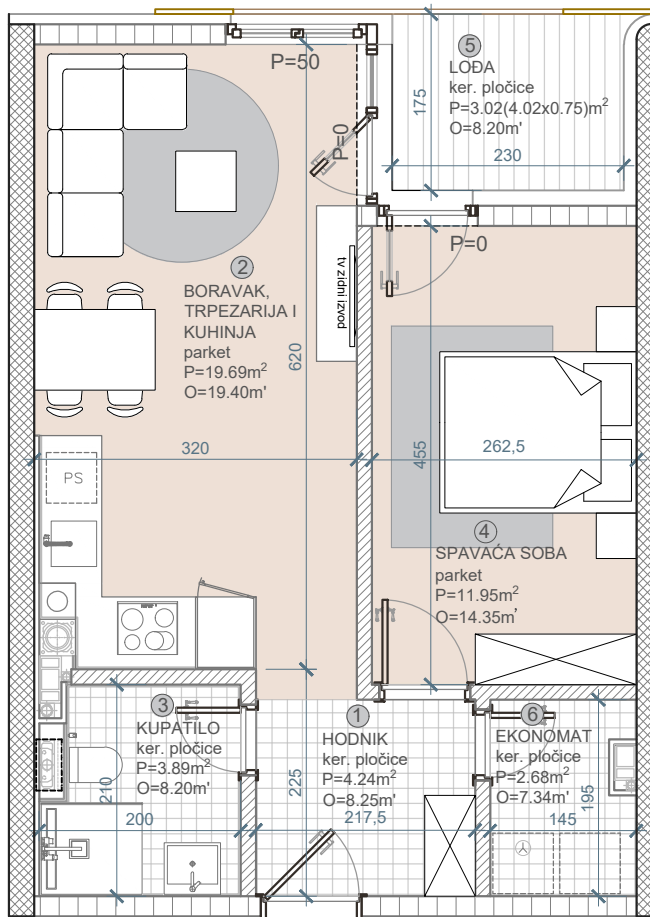 P=50
5
LOĐA
ker. pločice
P=3.02(4.02x0.75)m²
O=8.20m'
175
230
P=0
P=0
2
BORAVAK,
TRPEZARIJA I
KUHINJA
parket
P=19.69m²
O=19.40m'
tv zidni izvod
620
320
455
262,5
PS
4
SPAVAĆA SOBA
parket
P=11.95m²
O=14.35m'
3
KUPATILO
ker. pločice
P=3.89m²
O=8.20m'
210
200
1
HODNIK
ker. pločice
P=4.24m²
O=8.25m'
225
217,5
6
EKONOMAT
ker. pločice
P=2.68m²
O=7.34m'
195
145